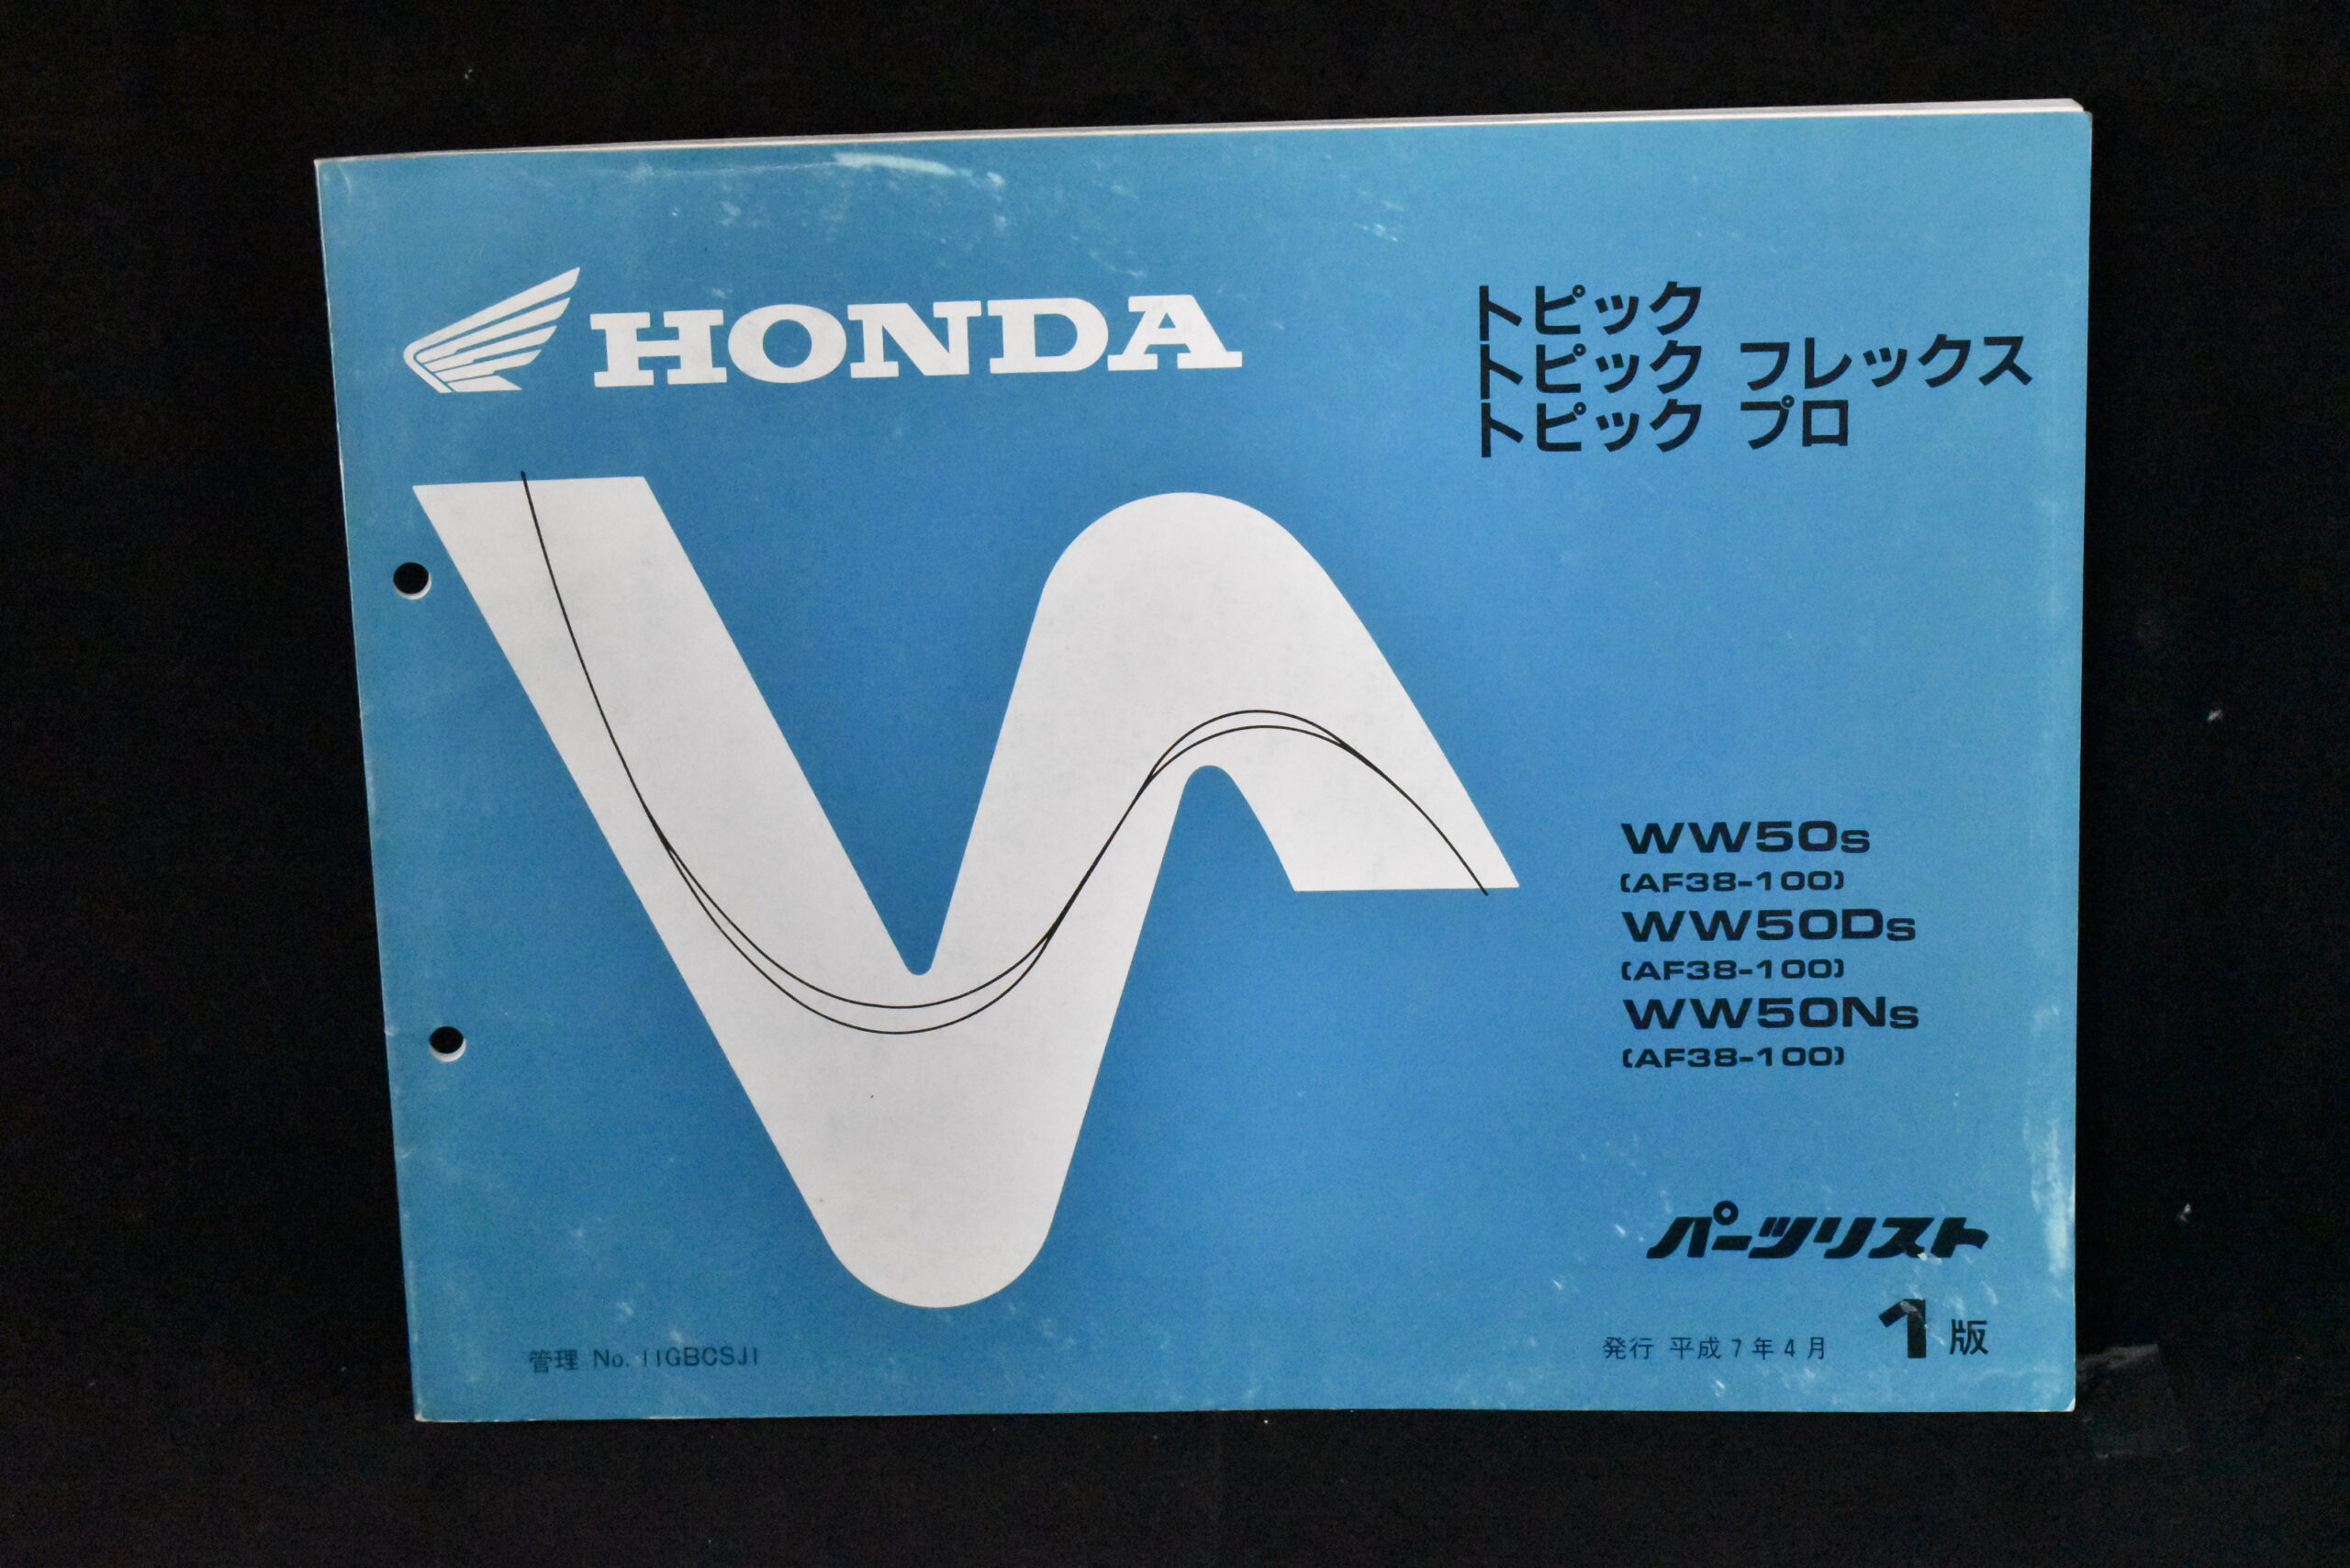 HONDA
トピック
トピック フレックス
トピック プロ
WW50s
(AF38-100)
WW50Ds
(AF38-100)
WW50Ns
(AF38-100)
パーツリスト
管理 No. 11GBCSJ1
発行 平成7年4月 1版